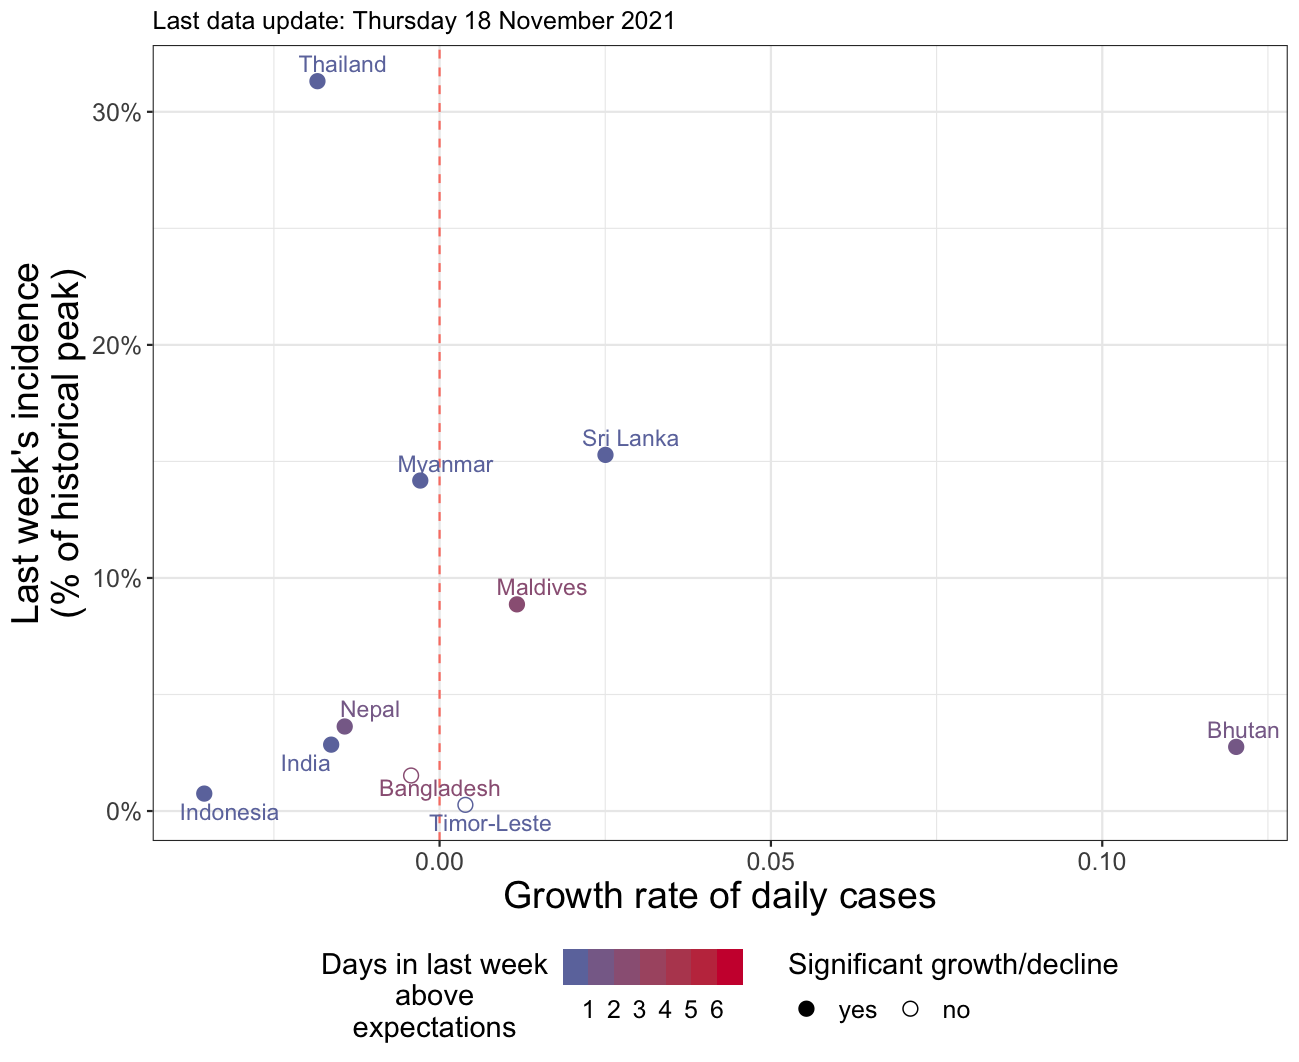 Last data update: Thursday 18 November 2021
Thailand
30%
20%
Sri Lanka
Myanmar
10%
Maldives
Nepal
Bhutan
India
Bangladesh
Indonesia
0%
Timor-Leste
Last week's incidence
(% of historical peak)
0.00 0.05 0.10
Growth rate of daily cases
Days in last week
above
expectations
1 2 3 4 5 6
Significant growth/decline
yes no